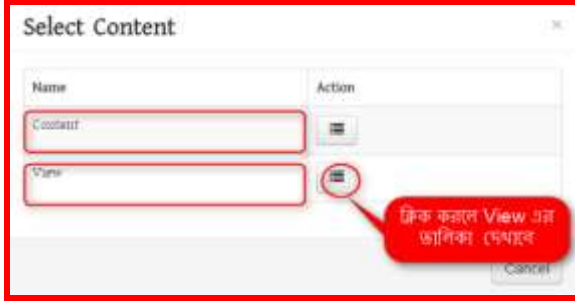 Select Content
×
Name Action
Content
View
ক্লিক করলে View এর
তালিকা দেখাবে
Cancel